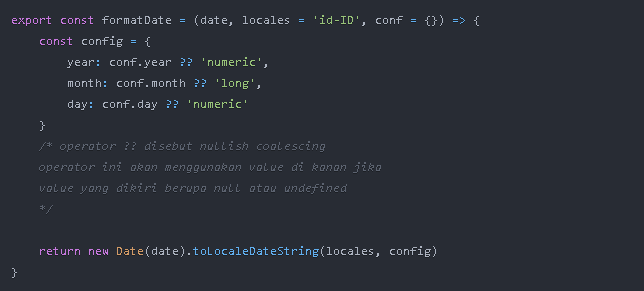 export const formatDate = (date, locales = 'id-ID', conf = {}) => {
    const config = {
        year: conf.year ?? 'numeric',
        month: conf.month ?? 'long',
        day: conf.day ?? 'numeric'
    }
    /* operator ?? disebut nullish coalescing
    operator ini akan menggunakan value di kanan jika
    value yang dikiri berupa null atau undefined
    */
    return new Date(date).toLocaleDateString(locales, config)
}